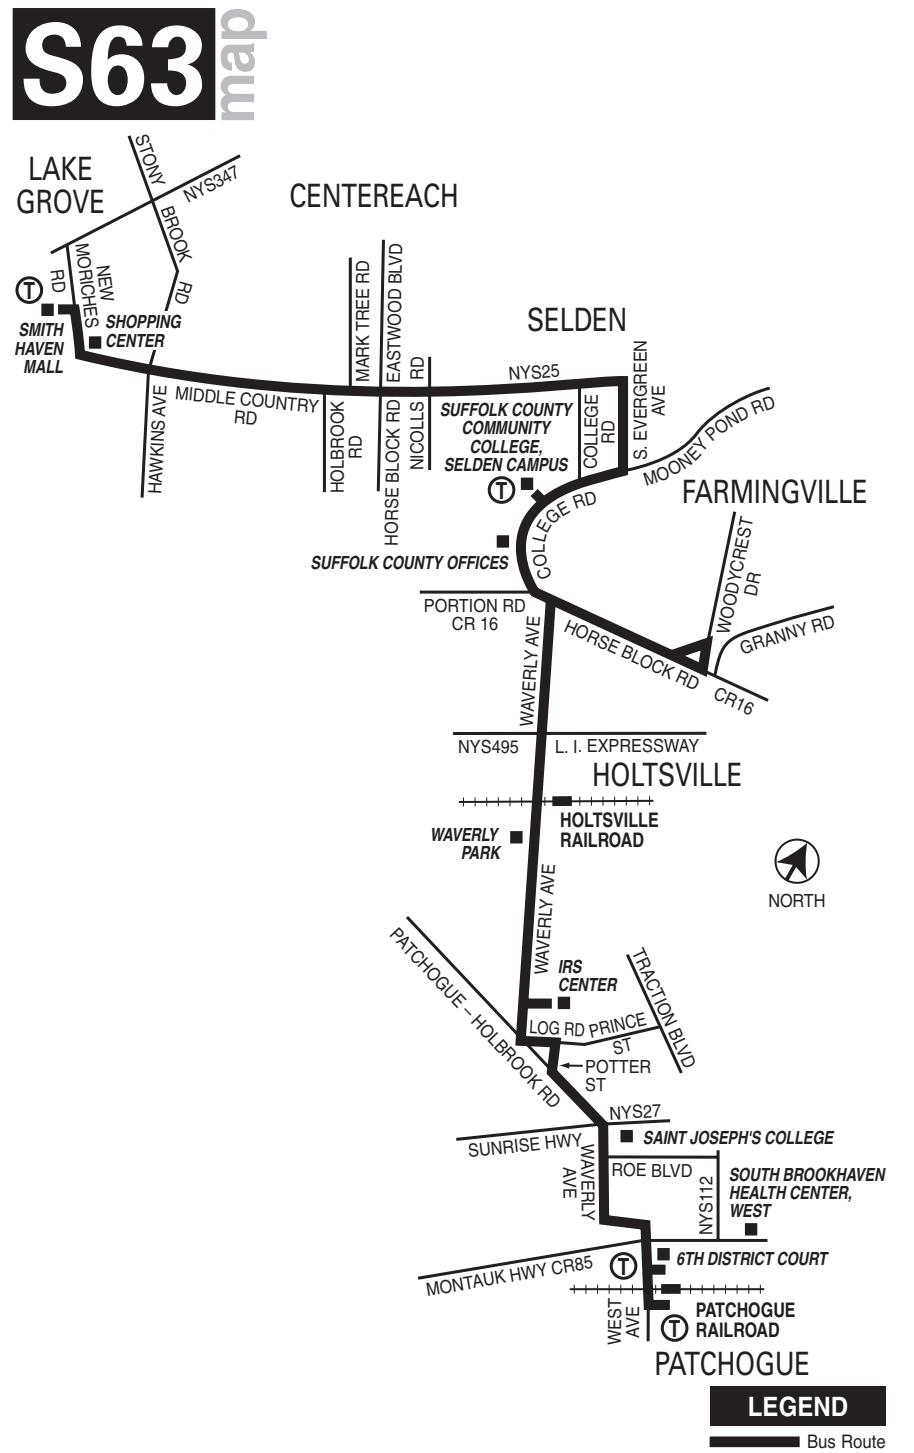 S63
map
STONY
BROOK
RD
NYS347
LAKE
GROVE
CENTEREACH
NEW
MORICHES
RD
T
SMITH
HAVEN
MALL
SHOPPING
CENTER
MARK TREE RD
EASTWOOD BLVD
SELDEN
NYS25
S. EVERGREEN
AVE
MIDDLE COUNTRY
RD
HAWKINS AVE
HOLBROOK
RD
HORSE BLOCK RD
NICOLLS
RD
SUFFOLK COUNTY
COMMUNITY
COLLEGE,
SELDEN CAMPUS
T
COLLEGE
RD
MOONEY POND RD
FARMINGVILLE
COLLEGE RD
SUFFOLK COUNTY OFFICES
WOODYCREST
DR
PORTION RD
CR 16
WAVERLY AVE
HORSE BLOCK RD
GRANNY RD
CR16
NYS495
L. I. EXPRESSWAY
HOLTSVILLE
HOLTSVILLE
RAILROAD
WAVERLY
PARK
NORTH
WAVERLY AVE
PATCHOGUE – HOLBROOK RD
IRS
CENTER
TRACTION BLVD
LOG RD
PRINCE
ST
POTTER
ST
NYS27
SUNRISE HWY
SAINT JOSEPH'S COLLEGE
WAVERLY
AVE
ROE BLVD
NYS112
SOUTH BROOKHAVEN
HEALTH CENTER,
WEST
MONTAUK HWY CR85
T
6TH DISTRICT COURT
WEST
AVE
T
PATCHOGUE
RAILROAD
PATCHOGUE
LEGEND
Bus Route